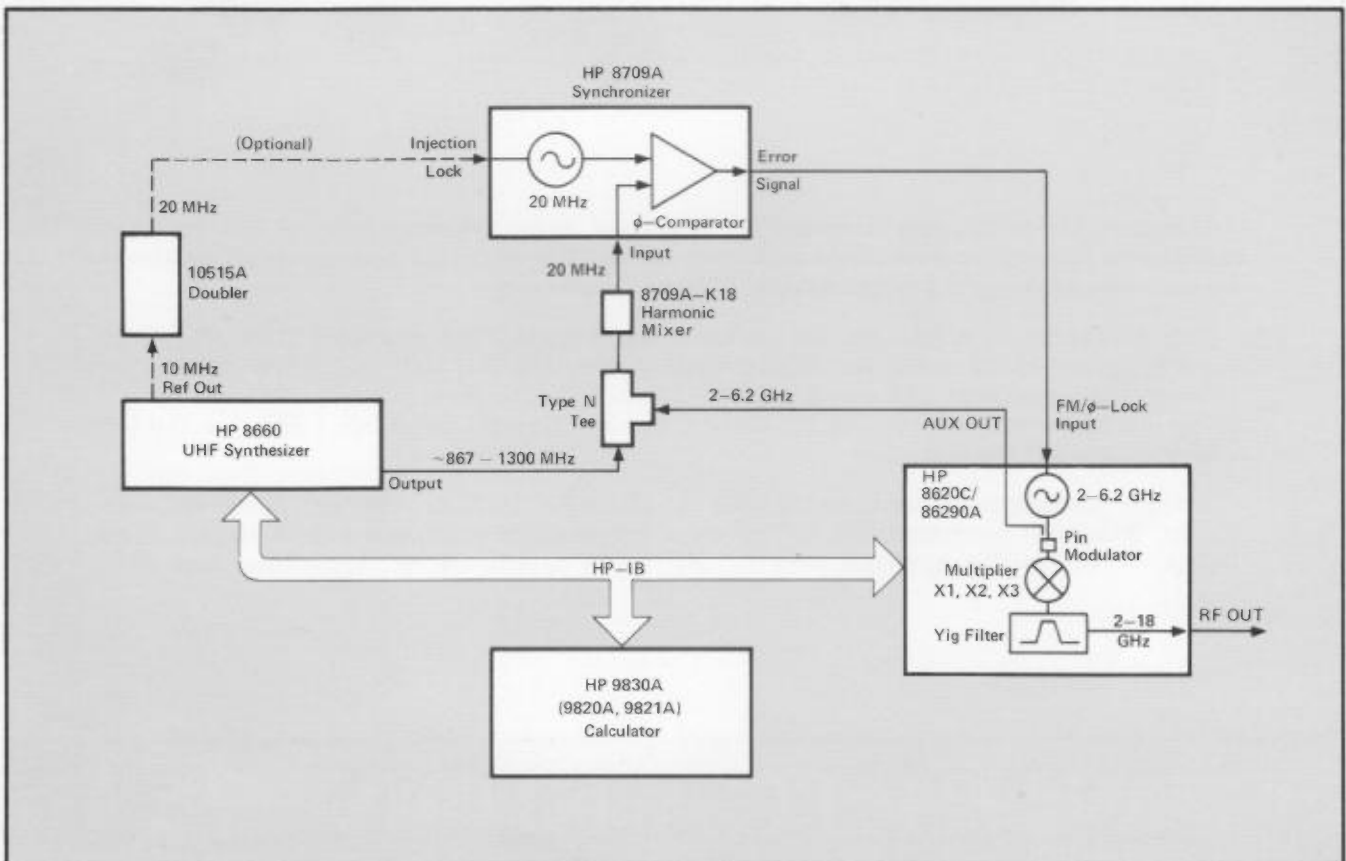 HP 8709A
Synchronizer
(Optional)
Injection
Lock
20 MHz
φ–Comparator
Error
Signal
Input
20 MHz
10515A
Doubler
20 MHz
8709A–K18
Harmonic
Mixer
10 MHz
Ref Out
Type N
Tee
2–6.2 GHz
AUX OUT
FM/φ–Lock
Input
HP 8660
UHF Synthesizer
~867 – 1300 MHz
Output
HP
8620C/
86290A
2–6.2 GHz
Pin
Modulator
Multiplier
X1, X2, X3
Yig Filter
2–18
GHz
RF OUT
HP–IB
HP 9830A
(9820A, 9821A)
Calculator